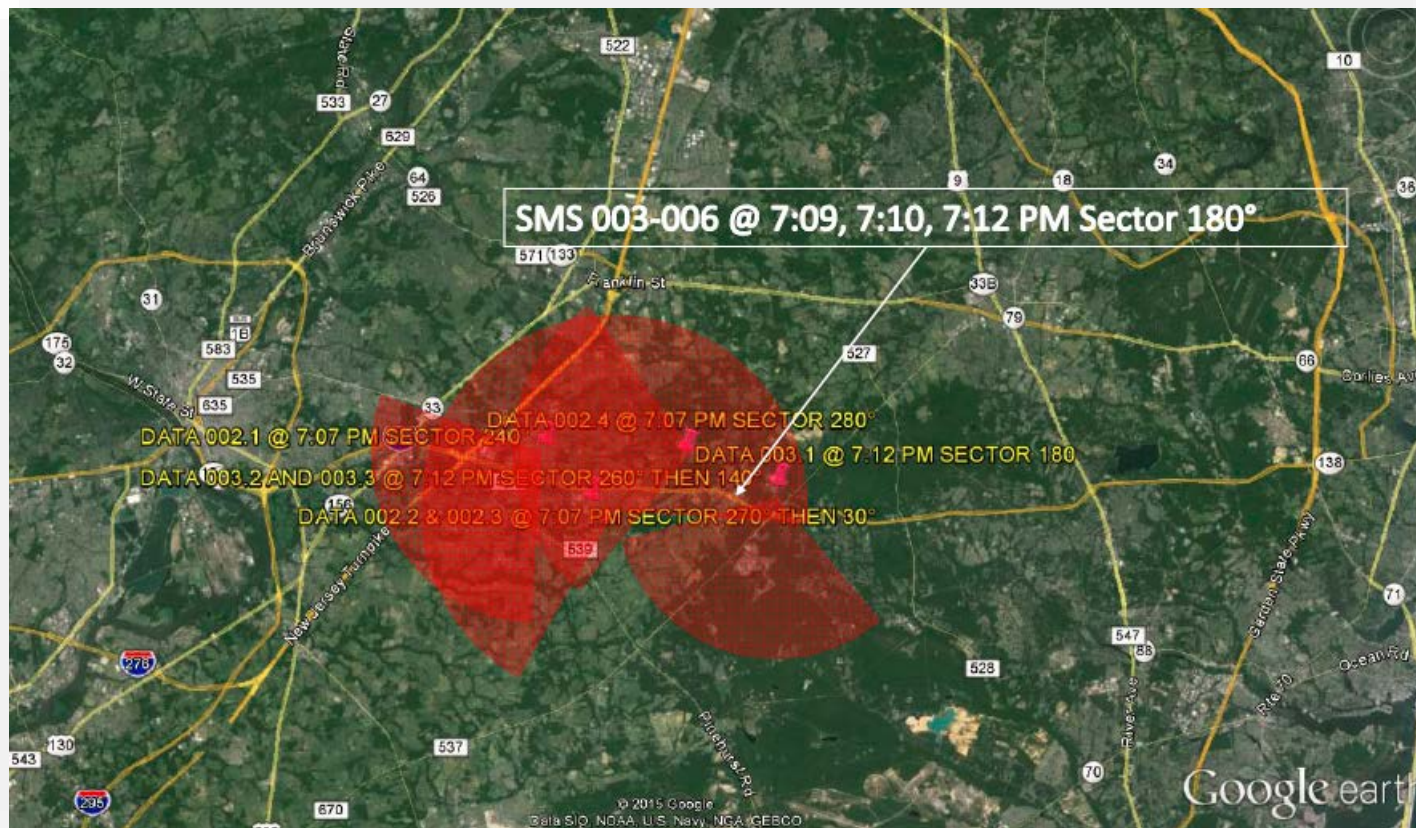 10
State Rd
522
533
27
629
64
526
34
9
18
36
Brunswick Pike
SMS 003-006 @ 7:09, 7:10, 7:12 PM Sector 180°
571
133
Franklin St
33B
31
79
1B
175
583
32
527
66
535
W State St
635
33
DATA 002.4 @ 7:07 PM SECTOR 280°
DATA 002.1 @ 7:07 PM SECTOR 240°
DATA 003.1 @ 7:12 PM SECTOR 180
138
DATA 003.2 AND 003.3 @ 7:12 PM SECTOR 260° THEN 140
156
DATA 002.2 & 002.3 @ 7:07 PM SECTOR 270° THEN 30°
539
New Jersey Turnpike
Garden State Pkwy
71
547
88
276
528
Ocean Rd
Rte 70
River Ave
Pinehurst Rd
130
537
543
70
295
670
© 2015 Google
Data SIO, NOAA, U.S. Navy, NGA, GEBCO
Google earth